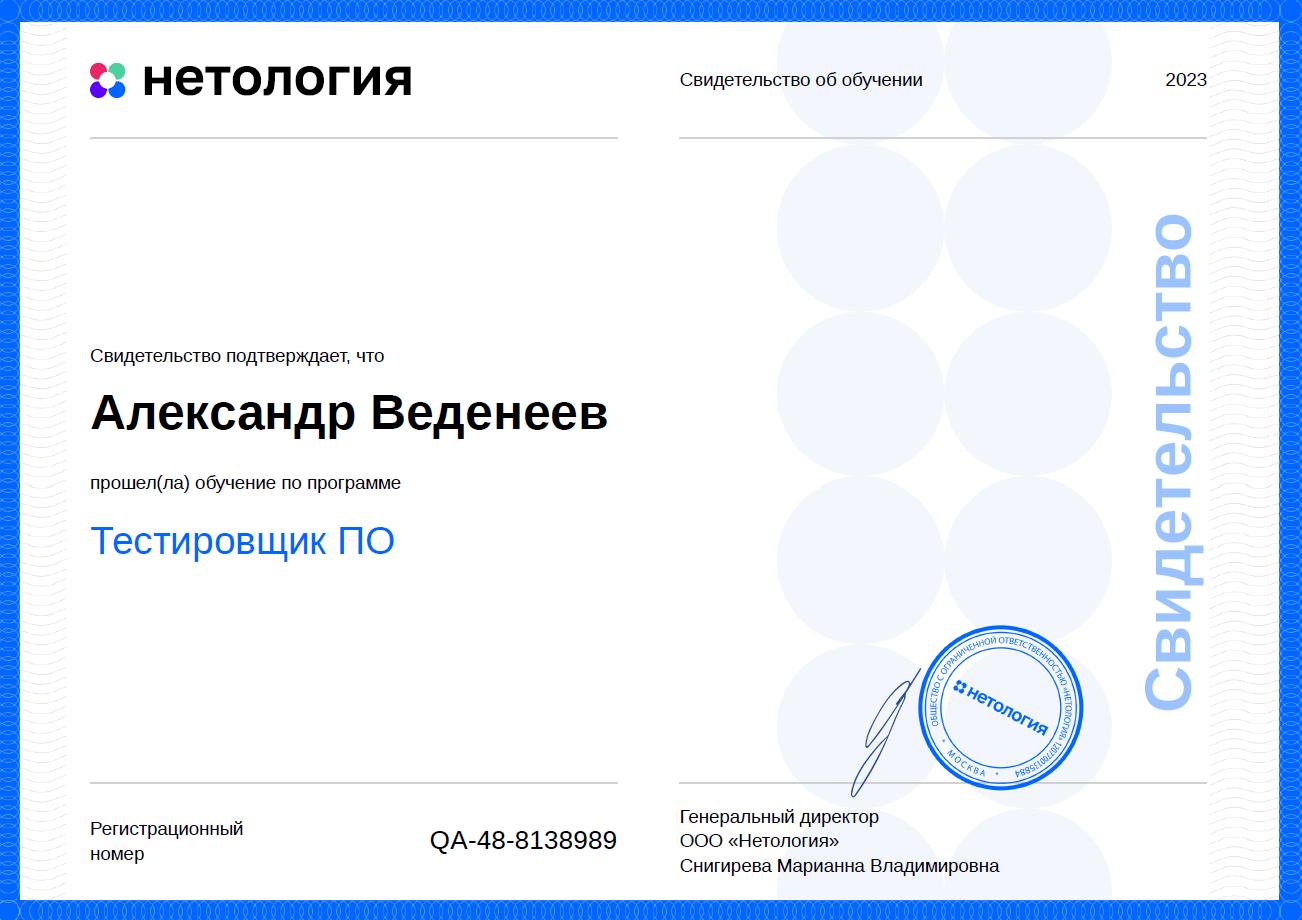 нетология
Свидетельство об обучении
2023
Свидетельство
Свидетельство подтверждает, что
Александр Веденеев
прошел(ла) обучение по программе
Тестировщик ПО
ОБЩЕСТВО С ОГРАНИЧЕННОЙ ОТВЕТСТВЕННОСТЬЮ «НЕТОЛОГИЯ» 1207700135884
* МОСКВА *
нетология
Регистрационный
номер
QA-48-8138989
Генеральный директор
ООО «Нетология»
Снигирева Марианна Владимировна